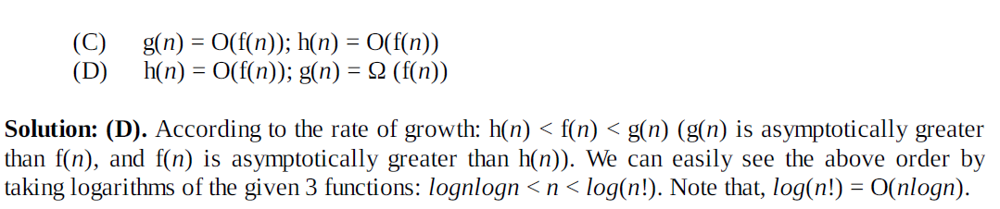 (C) g(n) = O(f(n)); h(n) = O(f(n))
(D) h(n) = O(f(n)); g(n) = Ω (f(n))
Solution: (D). According to the rate of growth: h(n) < f(n) < g(n) (g(n) is asymptotically greater
than f(n), and f(n) is asymptotically greater than h(n)). We can easily see the above order by
taking logarithms of the given 3 functions: lognlogn < n < log(n!). Note that, log(n!) = O(nlogn).